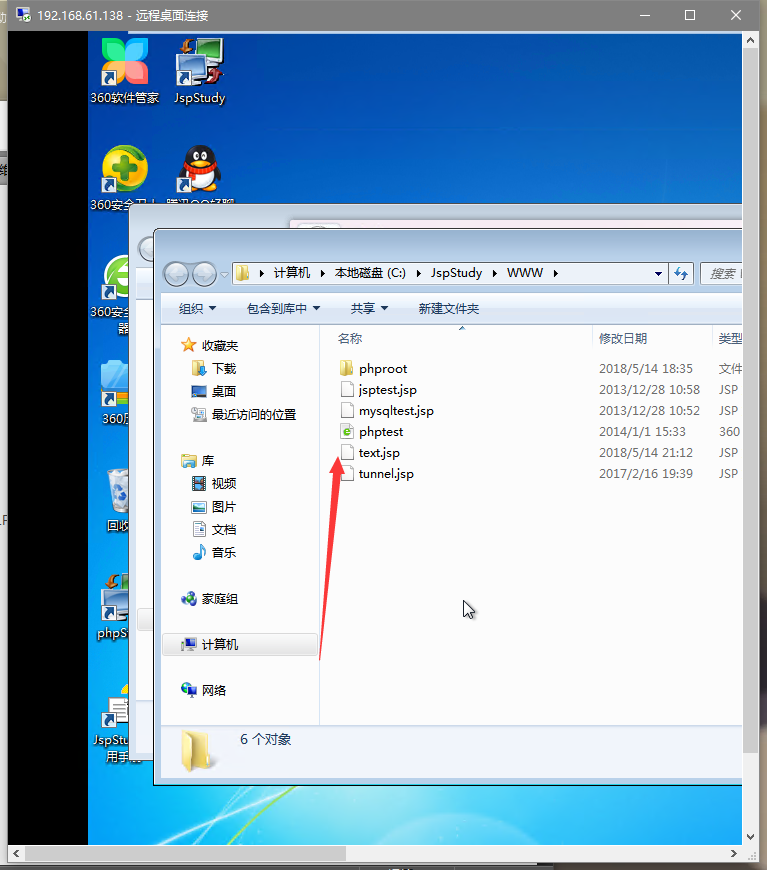 192.168.61.138 - 远程桌面连接
360软件管家
JspStudy
360安全卫士
腾讯QQ轻聊
计算机
本地磁盘 (C:)
JspStudy
WWW
搜索
组织
包含到库中
共享
新建文件夹
名称
修改日期
类型
收藏夹
下载
桌面
最近访问的位置
库
视频
图片
文档
音乐
家庭组
计算机
网络
phproot
2018/5/14 18:35
文件
jsptest.jsp
2013/12/28 10:58
JSP
mysqltest.jsp
2013/12/28 10:52
JSP
phptest
2014/1/1 15:33
360
text.jsp
2018/5/14 21:12
JSP
tunnel.jsp
2017/2/16 19:39
JSP
6 个对象
360安全
器
360
回收
phpS
JspStu
用手